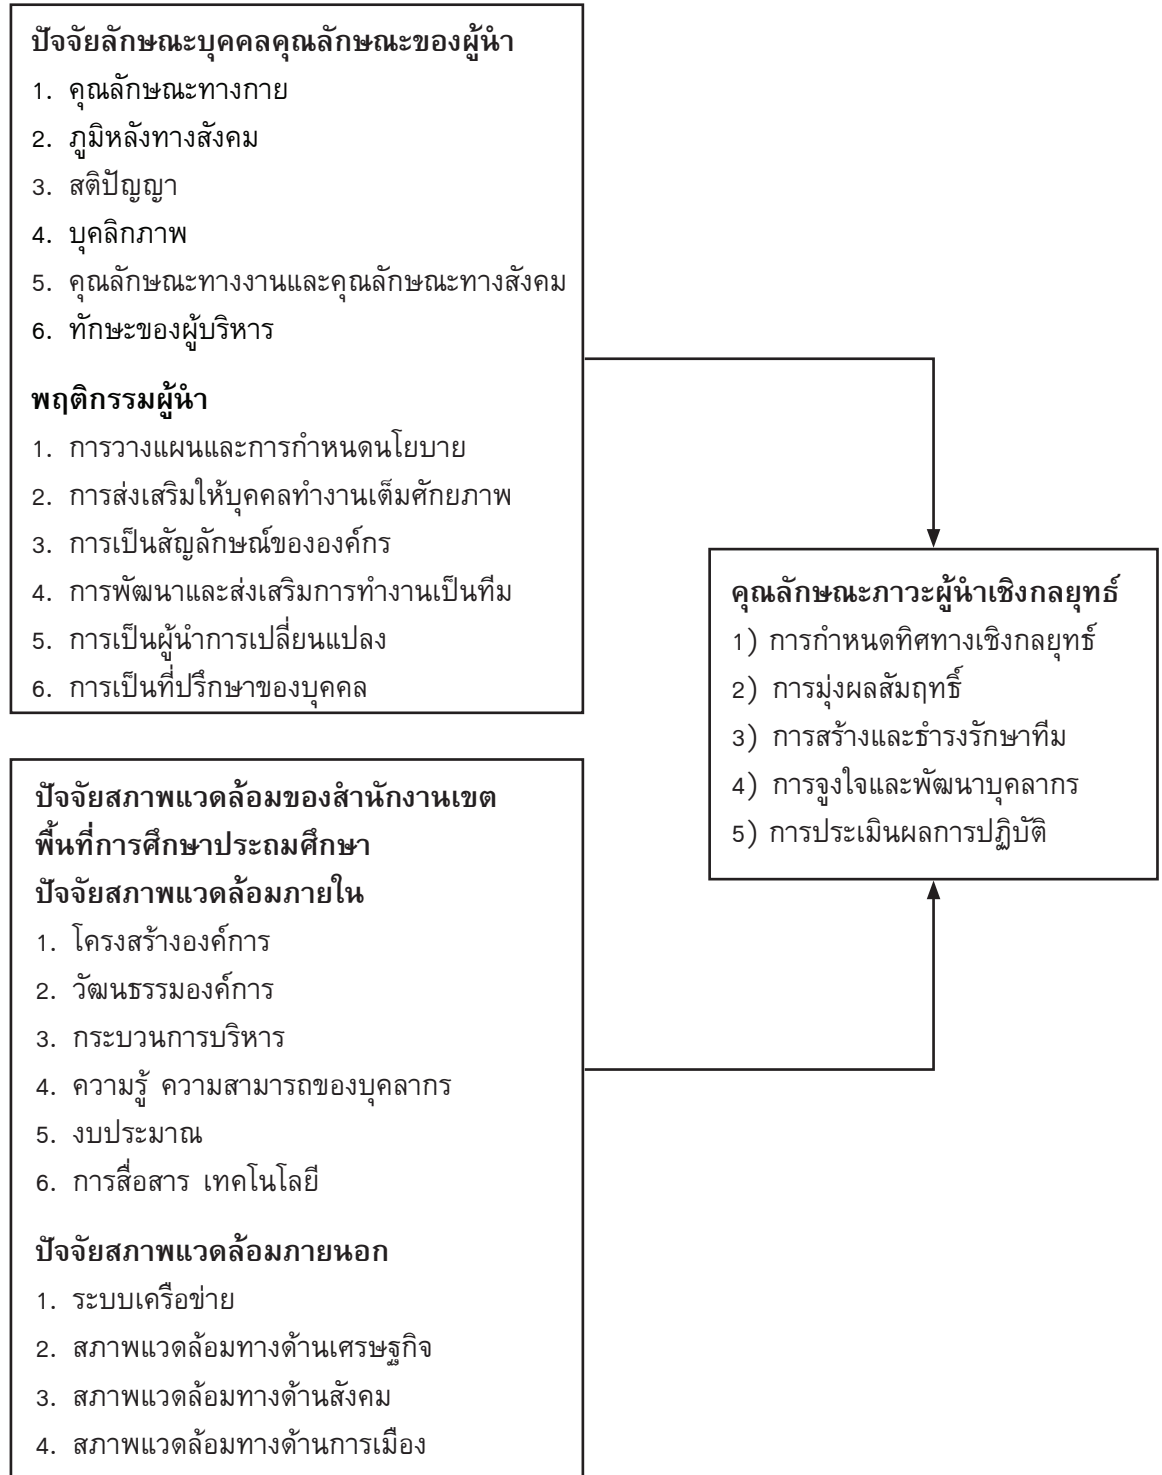 ปัจจัยลักษณะบุคคลคุณลักษณะของผู้นำ
1. คุณลักษณะทางกาย
2. ภูมิหลังทางสังคม
3. สติปัญญา
4. บุคลิกภาพ
5. คุณลักษณะทางงานและคุณลักษณะทางสังคม
6. ทักษะของผู้บริหาร
พฤติกรรมผู้นำ
1. การวางแผนและการกำหนดนโยบาย
2. การส่งเสริมให้บุคคลทำงานเต็มศักยภาพ
3. การเป็นสัญลักษณ์ขององค์กร
4. การพัฒนาและส่งเสริมการทำงานเป็นทีม
5. การเป็นผู้นำการเปลี่ยนแปลง
6. การเป็นที่ปรึกษาของบุคคล
คุณลักษณะภาวะผู้นำเชิงกลยุทธ์
1) การกำหนดทิศทางเชิงกลยุทธ์
2) การมุ่งผลสัมฤทธิ์
3) การสร้างและธำรงรักษาทีม
4) การจูงใจและพัฒนาบุคลากร
5) การประเมินผลการปฏิบัติ
ปัจจัยสภาพแวดล้อมของสำนักงานเขต
พื้นที่การศึกษาประถมศึกษา
ปัจจัยสภาพแวดล้อมภายใน
1. โครงสร้างองค์การ
2. วัฒนธรรมองค์การ
3. กระบวนการบริหาร
4. ความรู้ ความสามารถของบุคลากร
5. งบประมาณ
6. การสื่อสาร เทคโนโลยี
ปัจจัยสภาพแวดล้อมภายนอก
1. ระบบเครือข่าย
2. สภาพแวดล้อมทางด้านเศรษฐกิจ
3. สภาพแวดล้อมทางด้านสังคม
4. สภาพแวดล้อมทางด้านการเมือง